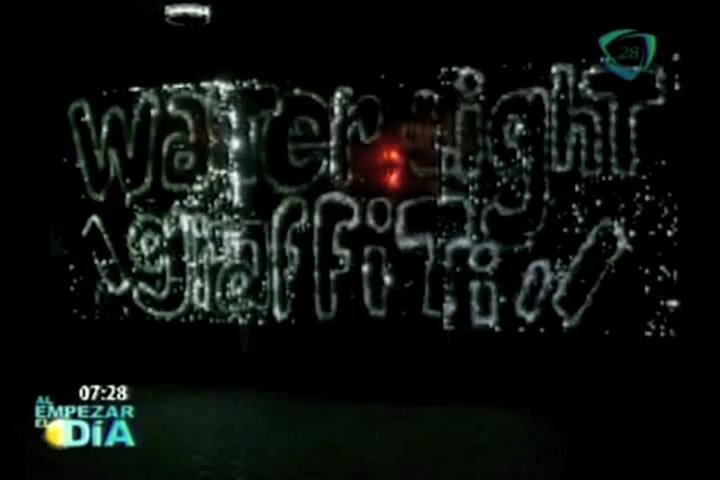 28
water light
graffiti
07:28
AL
EMPEZAR
EL DÍA